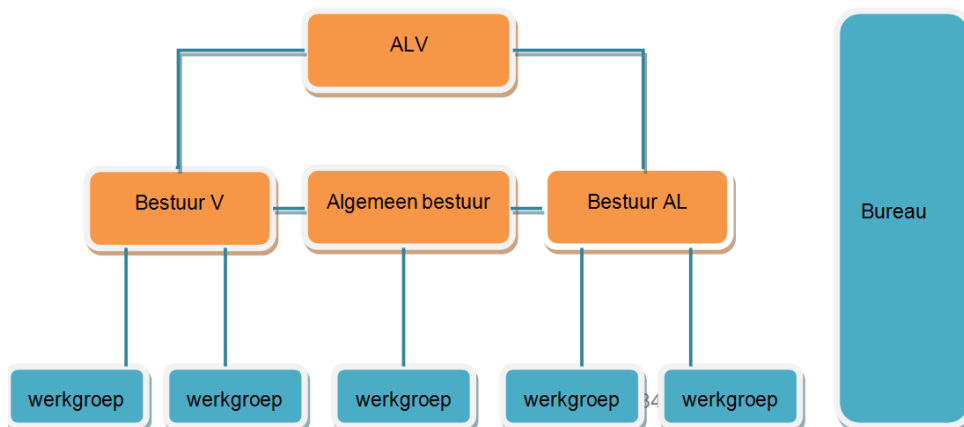 ALV
Bestuur V
Algemeen bestuur
Bestuur AL
Bureau
werkgroep
werkgroep
werkgroep
werkgroep
werkgroep